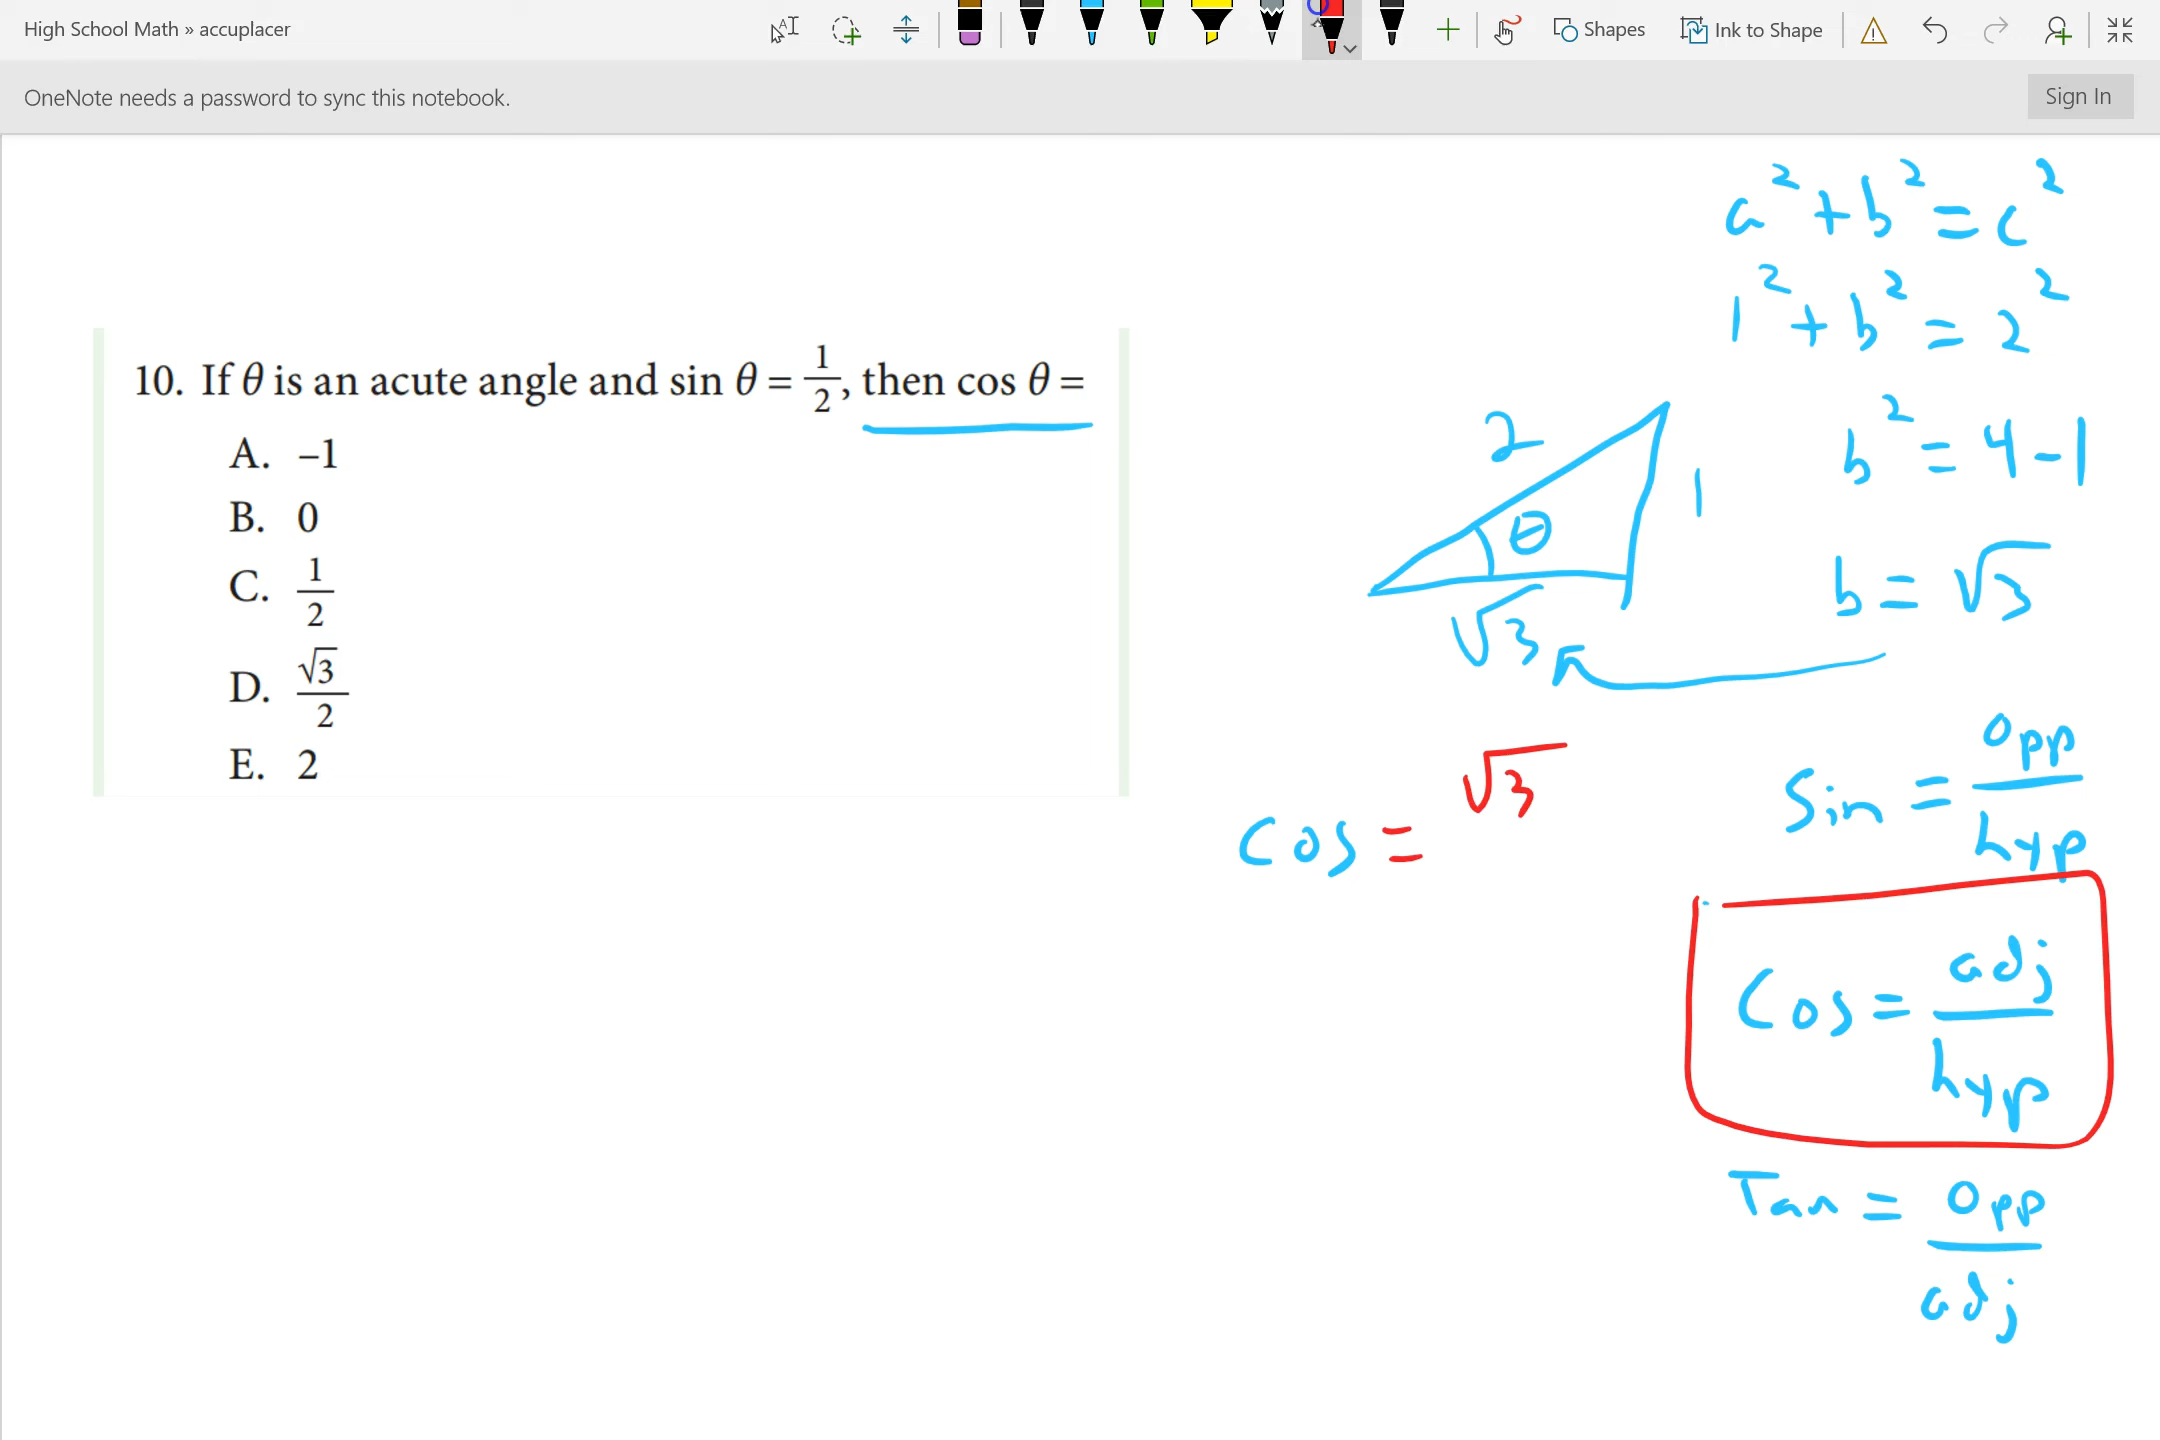 High School Math » accuplacer
Shapes
Ink to Shape
OneNote needs a password to sync this notebook.
Sign In
10. If θ is an acute angle and sin θ = 1/2, then cos θ =
A. –1
B. 0
C. 1/2
D. √3/2
E. 2
a² + b² = c²
1² + b² = 2²
b² = 4 - 1
b = √3
2
1
θ
√3
Cos = √3
Sin = opp/hyp
Cos = adj/hyp
Tan = opp/adj